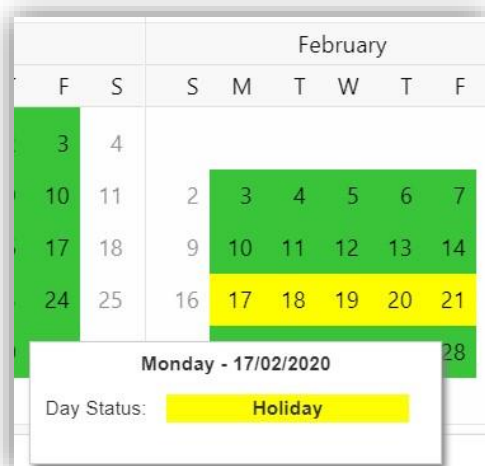 February
F S S M T W T F
3 4
10 11 2 3 4 5 6 7
17 18 9 10 11 12 13 14
24 25 16 17 18 19 20 21
28
Monday - 17/02/2020
Day Status: Holiday